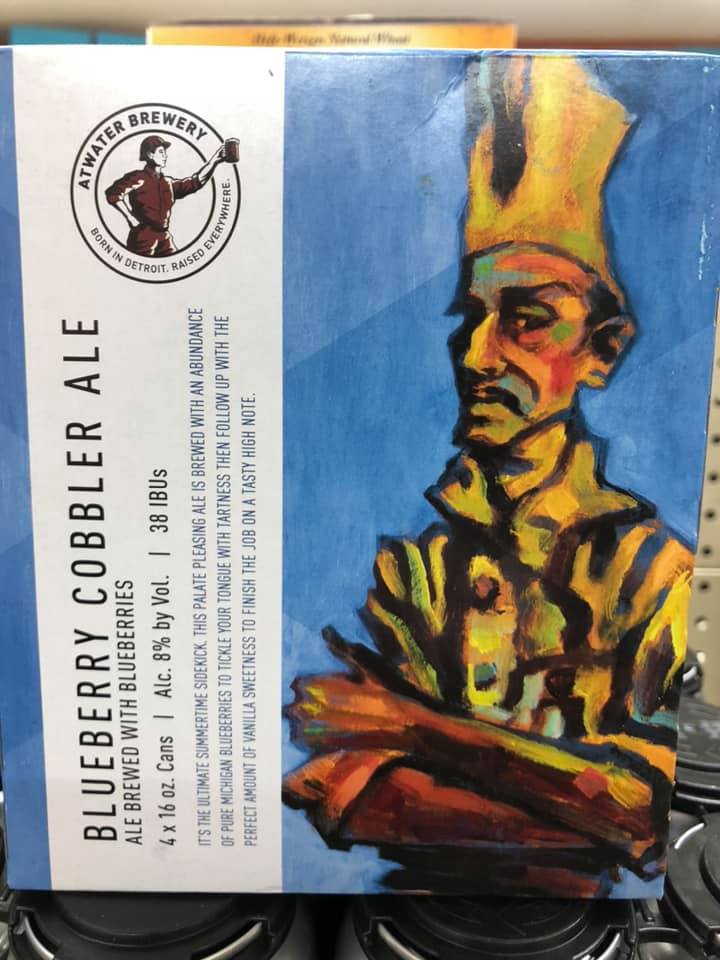 ATWATER BREWERY
BORN IN DETROIT. RAISED EVERYWHERE.
BLUEBERRY COBBLER ALE
ALE BREWED WITH BLUEBERRIES
4 x 16 oz. Cans | Alc. 8% by Vol. | 38 IBUs
IT'S THE ULTIMATE SUMMERTIME SIDEKICK. THIS PALATE PLEASING ALE IS BREWED WITH AN ABUNDANCE
OF PURE MICHIGAN BLUEBERRIES TO TICKLE YOUR TONGUE WITH TARTNESS THEN FOLLOW UP WITH THE
PERFECT AMOUNT OF VANILLA SWEETNESS TO FINISH THE JOB ON A TASTY HIGH NOTE.